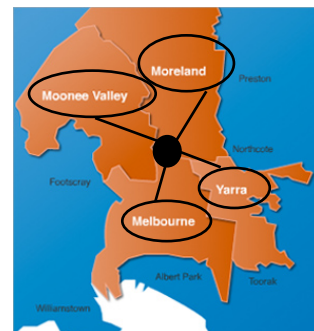 Moreland
Preston
Moonee Valley
Northcote
Footscray
Yarra
Melbourne
Albert Park
Toorak
Williamstown